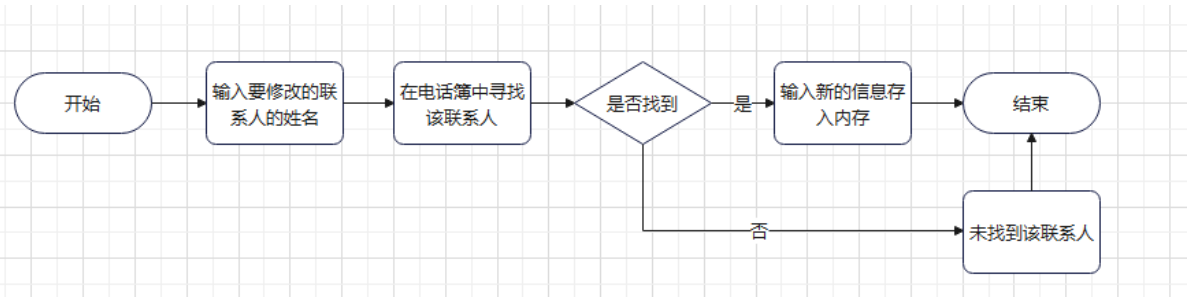 开始
输入要修改的联
系人的姓名
在电话簿中寻找
该联系人
是否找到
是
输入新的信息存
入内存
结束
否
未找到该联系人